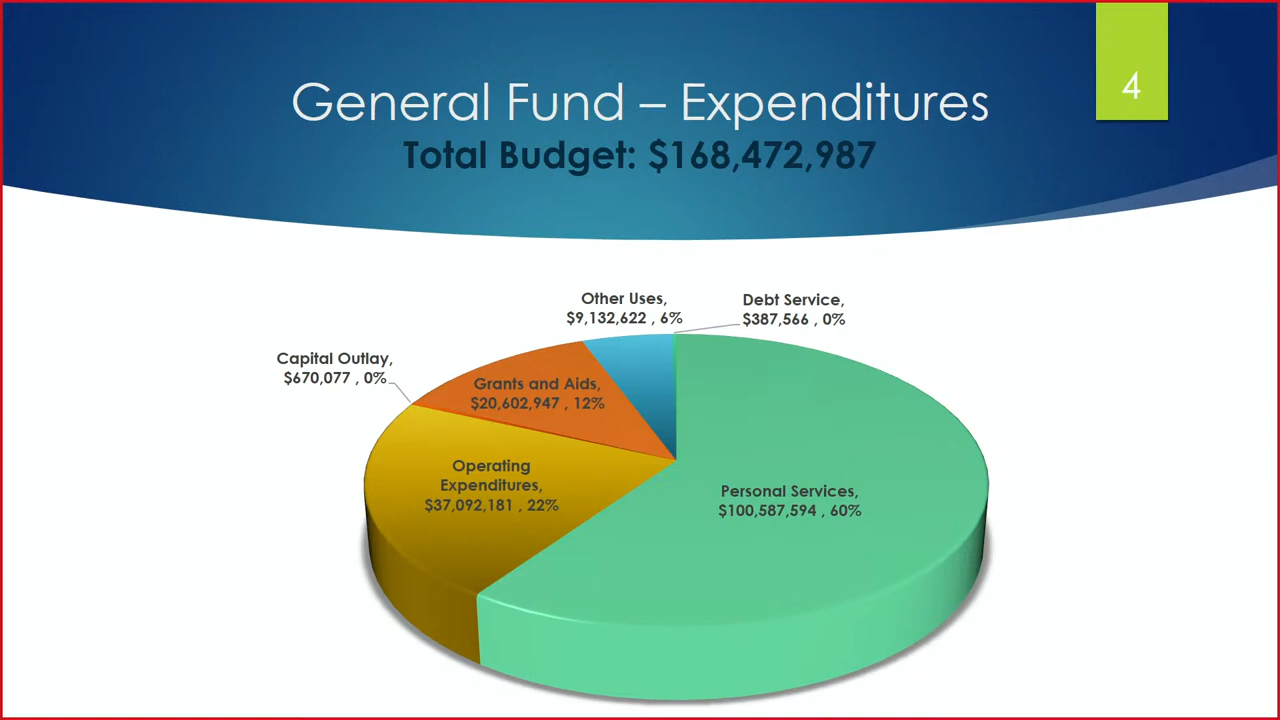 4
General Fund – Expenditures
Total Budget: $168,472,987
Other Uses,
$9,132,622 , 6%
Debt Service,
$387,566 , 0%
Capital Outlay,
$670,077 , 0%
Grants and Aids,
$20,602,947 , 12%
Operating
Expenditures,
$37,092,181 , 22%
Personal Services,
$100,587,594 , 60%